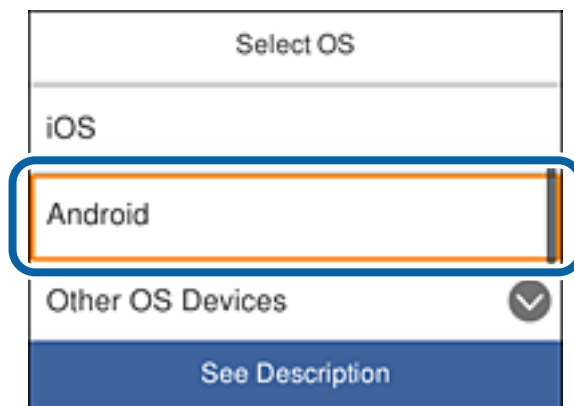 Select OS
iOS
Android
Other OS Devices
See Description